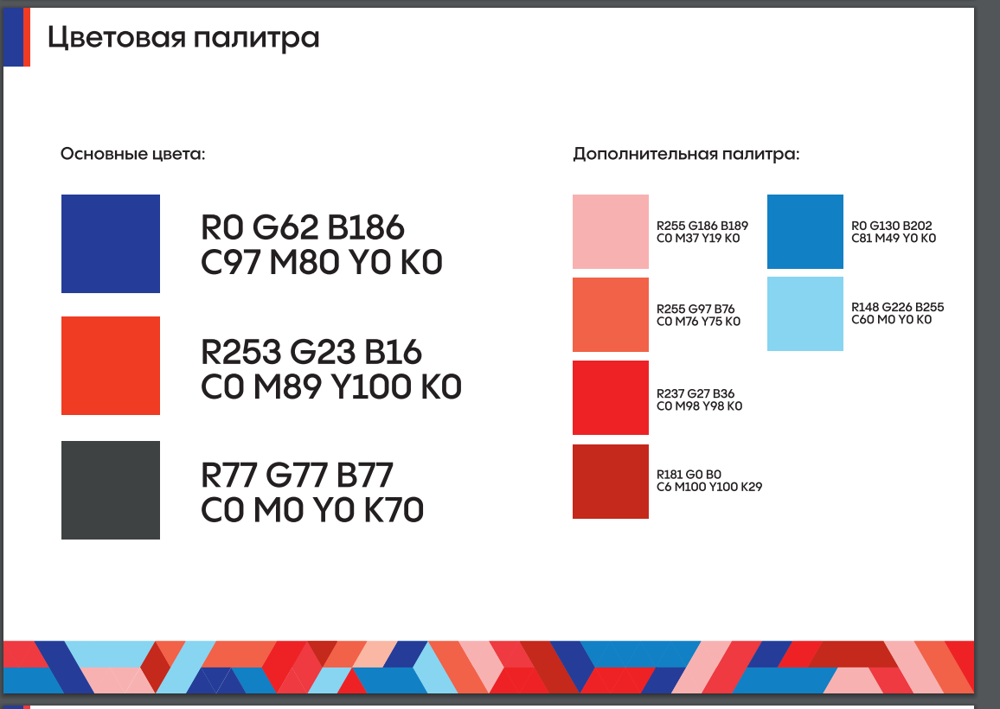 Цветовая палитра
Основные цвета:
R0 G62 B186
C97 M80 Y0 K0
R253 G23 B16
C0 M89 Y100 K0
R77 G77 B77
C0 M0 Y0 K70
Дополнительная палитра:
R255 G186 B189
C0 M37 Y19 K0
R255 G97 B76
C0 M76 Y75 K0
R237 G27 B36
C0 M98 Y98 K0
R181 G0 B0
C6 M100 Y100 K29
R0 G130 B202
C81 M49 Y0 K0
R148 G226 B255
C60 M0 Y0 K0